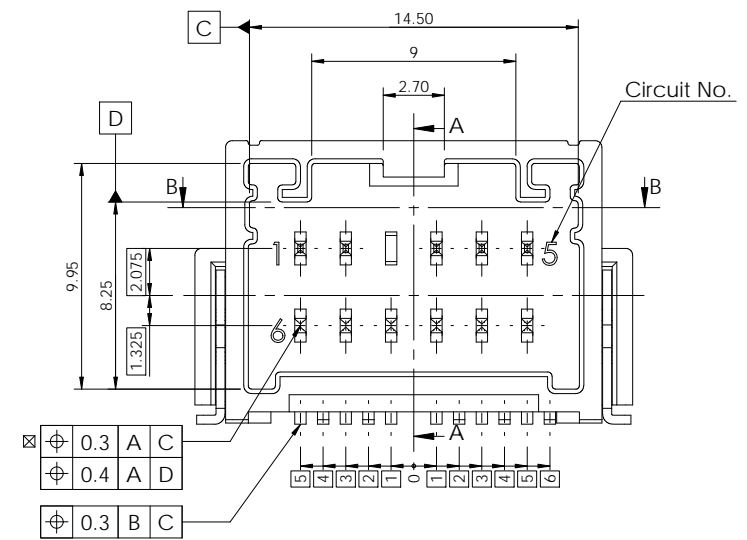 C
14.50
9
2.70
A
Circuit No.
D
B
B
1
5
9.95
8.25
2.075
1.325
6
0.3 A C
0.4 A D
0.3 B C
A
5 4 3 2 1 0 1 2 3 4 5 6